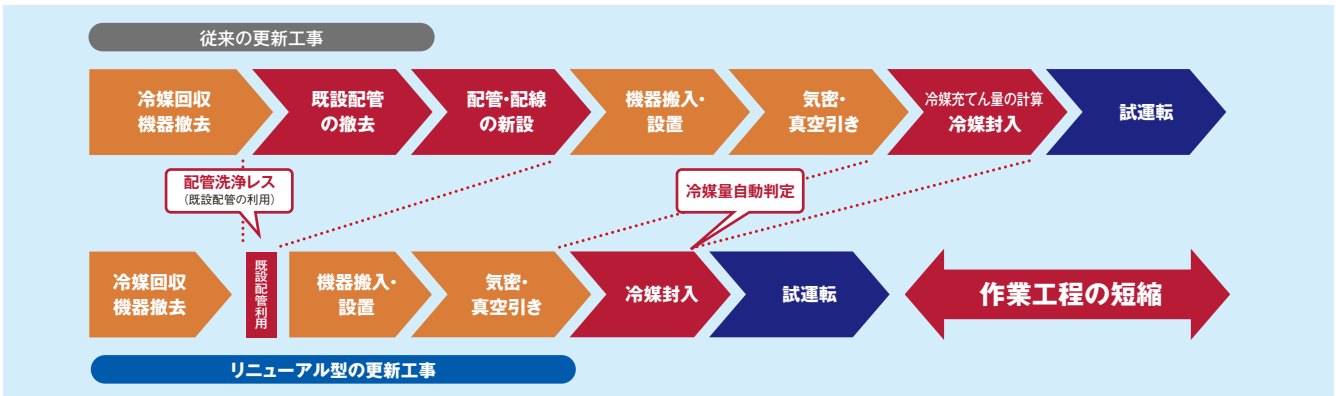 従来の更新工事
冷媒回収
機器撤去
既設配管
の撤去
配管・配線
の新設
機器搬入・
設置
気密・
真空引き
冷媒充てん量の計算
冷媒封入
試運転
配管洗浄レス
(既設配管の利用)
冷媒量自動判定
冷媒回収
機器撤去
既設配管利用
機器搬入・
設置
気密・
真空引き
冷媒封入
試運転
作業工程の短縮
リニューアル型の更新工事